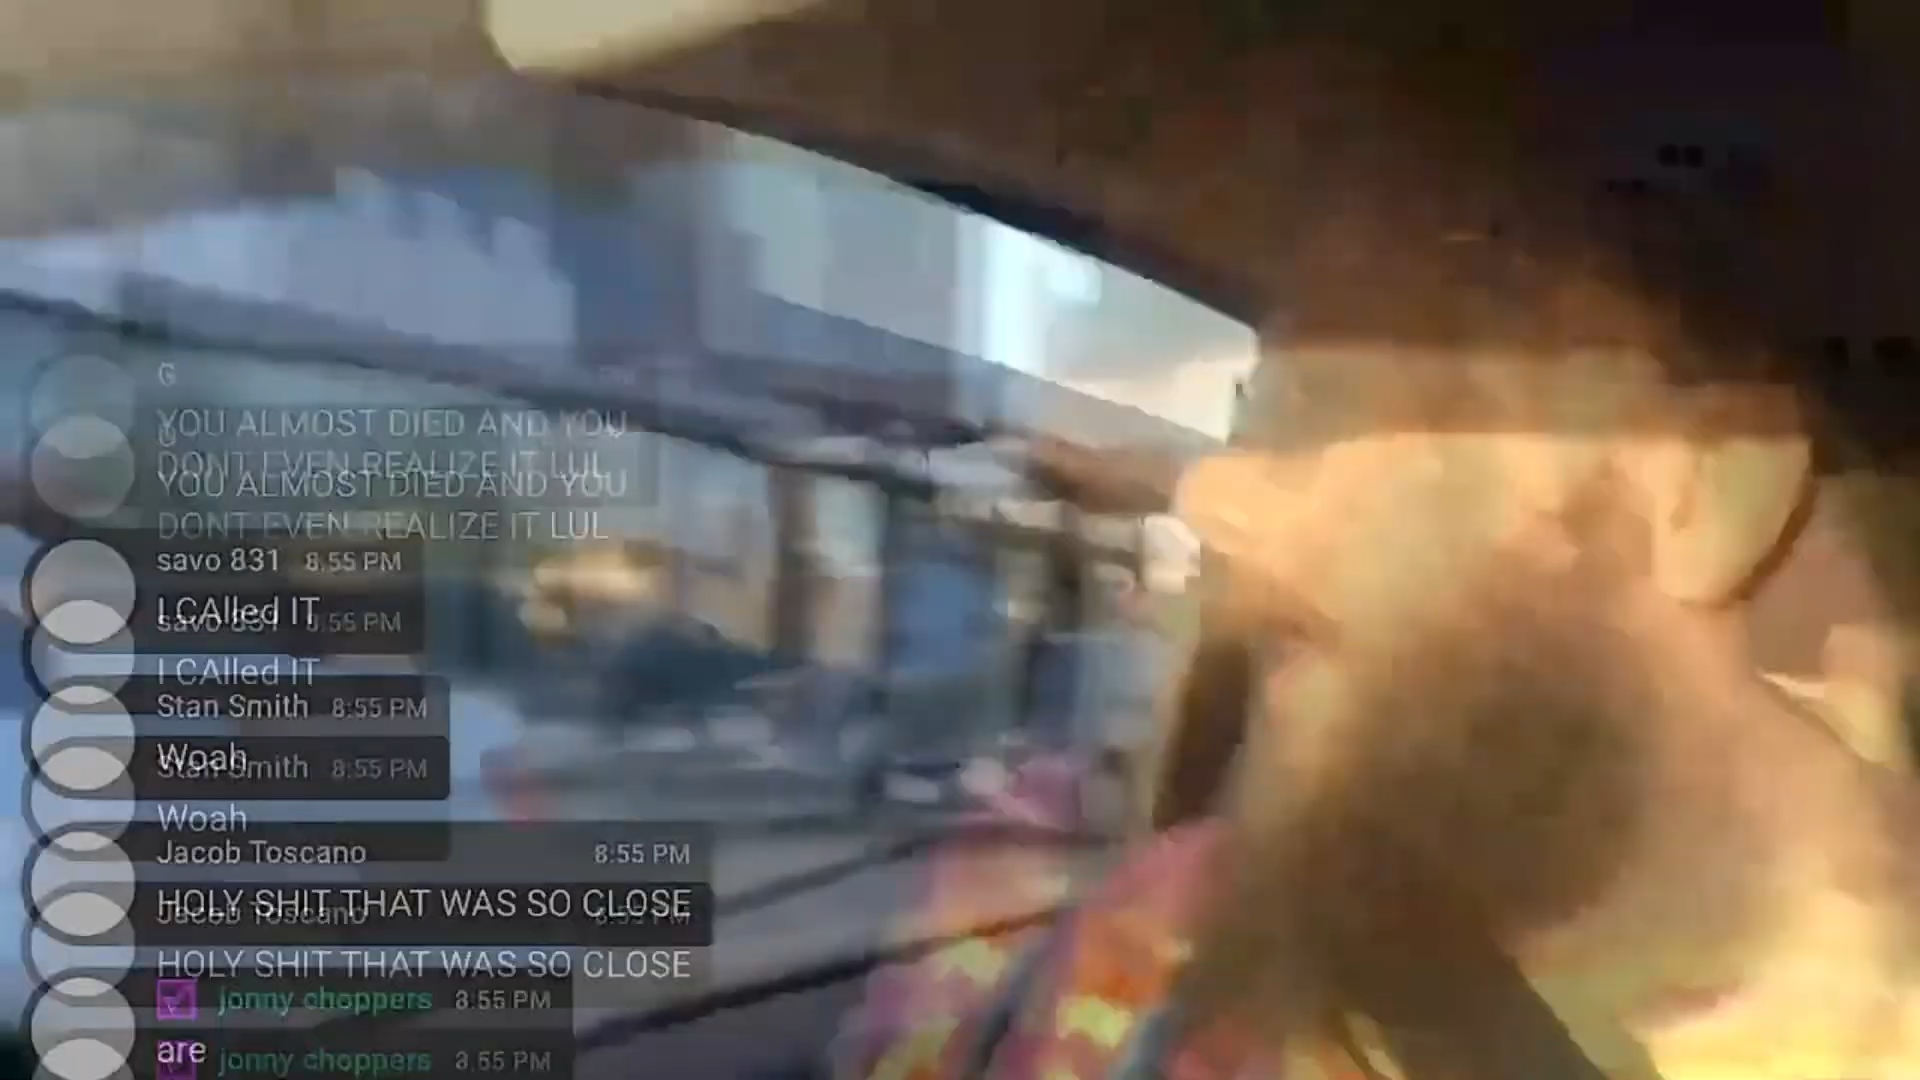 G
YOU ALMOST DIED AND YOU
DONT EVEN REALIZE IT LUL
YOU ALMOST DIED AND YOU
DONT EVEN REALIZE IT LUL
savo 831 8:55 PM
I CAlled IT
savo 831 8:55 PM
I CAlled IT
Stan Smith 8:55 PM
Woah
Stan Smith 8:55 PM
Woah
Jacob Toscano 8:55 PM
HOLY SHIT THAT WAS SO CLOSE
Jacob Toscano 8:55 PM
HOLY SHIT THAT WAS SO CLOSE
jonny choppers 8:55 PM
are
jonny choppers 8:55 PM